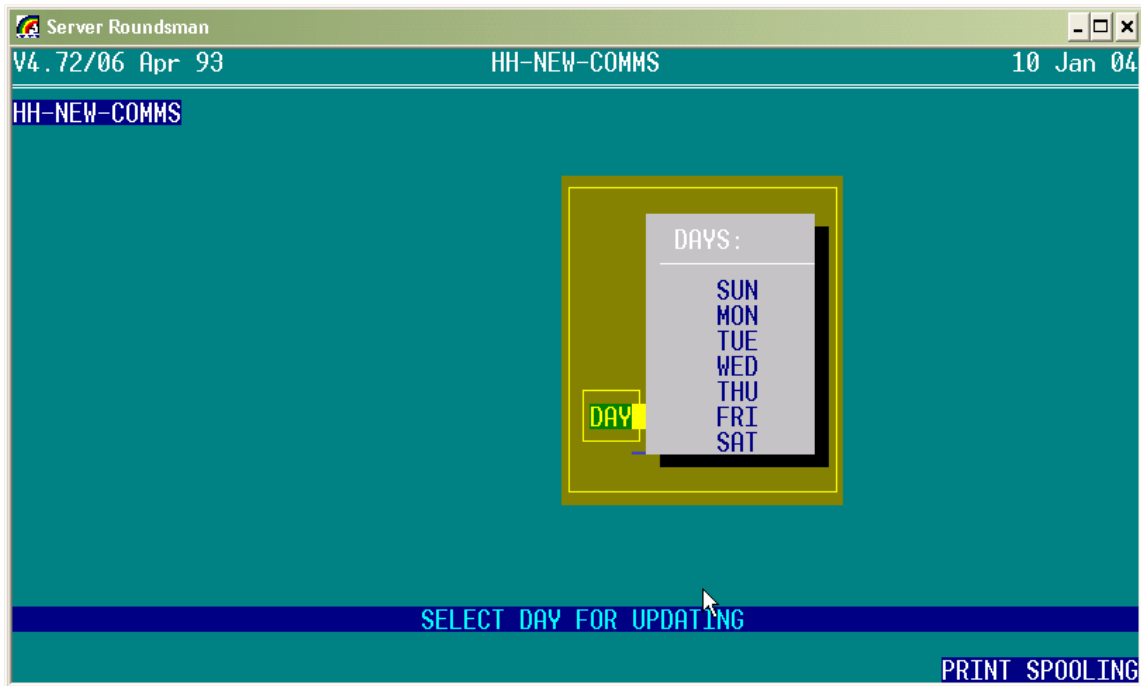 Server Roundsman
V4.72/06 Apr 93 HH-NEW-COMMS 10 Jan 04
HH-NEW-COMMS
DAYS:
SUN
MON
TUE
WED
THU
DAY FRI
SAT
SELECT DAY FOR UPDATING
PRINT SPOOLING